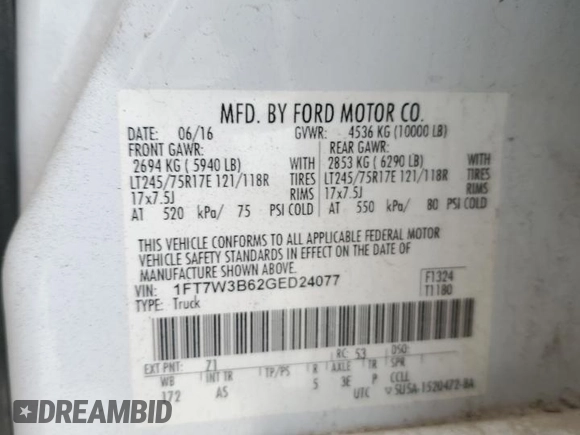 MFD. BY FORD MOTOR CO.
DATE: 06/16 GVWR: 4536 KG (10000 LB)
FRONT GAWR: REAR GAWR:
2694 KG ( 5940 LB) WITH 2853 KG ( 6290 LB) WITH
LT245/75R17E 121/118R TIRES LT245/75R17E 121/118R TIRES
17x7.5J RIMS 17x7.5J RIMS
AT 520 kPa/ 75 PSI COLD AT 550 kPa/ 80 PSI COLD
THIS VEHICLE CONFORMS TO ALL APPLICABLE FEDERAL MOTOR
VEHICLE SAFETY STANDARDS IN EFFECT ON THE DATE OF
MANUFACTURE SHOWN ABOVE.
VIN: 1FT7W3B62GED24077 F1324
TYPE: Truck T1180
EXT PNT: 71 RC: 53 DSO:
WB INT TR TP/PS R AXLE TR SPR
172 AS 5 3E P CCLL
UTC
DREAMBID